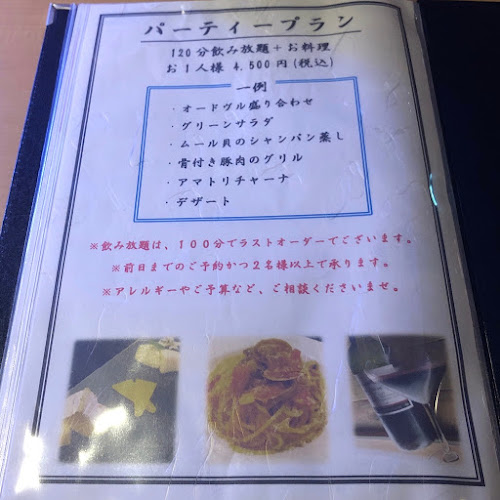 パーティープラン
120分飲み放題+お料理
お1人様 4,500円(税込)
一例
・オードヴル盛り合わせ
・グリーンサラダ
・ムール貝のシャンパン蒸し
・骨付き豚肉のグリル
・アマトリチャーナ
・デザート
※飲み放題は、100分でラストオーダーでございます。
※前日までのご予約かつ2名様以上で承ります。
※アレルギーやご予算など、ご相談くださいませ。